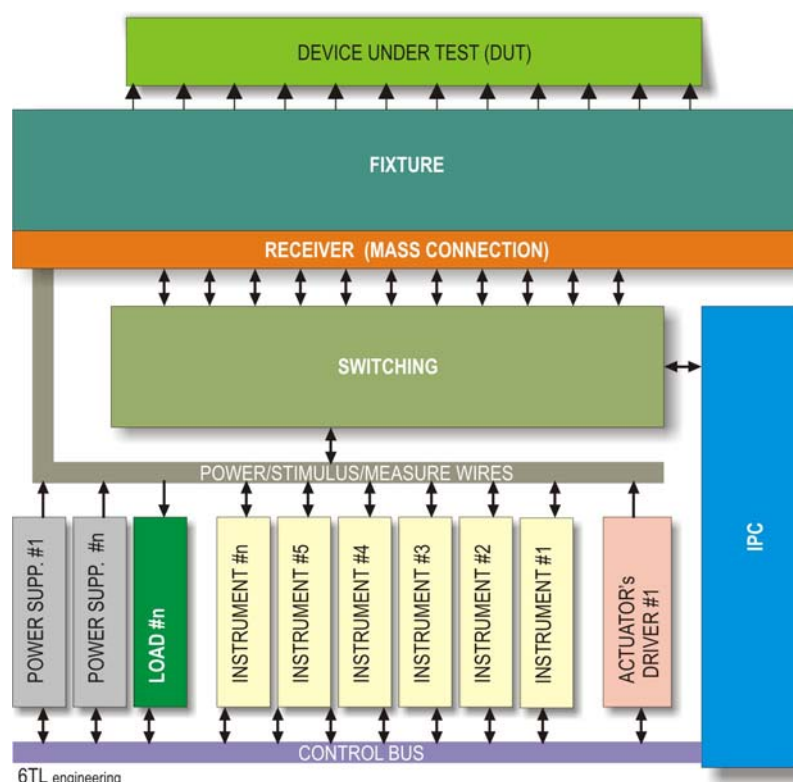 DEVICE UNDER TEST (DUT)
FIXTURE
RECEIVER (MASS CONNECTION)
SWITCHING
IPC
POWER/STIMULUS/MEASURE WIRES
POWER SUPP. #1
POWER SUPP. #n
LOAD #n
INSTRUMENT #n
INSTRUMENT #5
INSTRUMENT #4
INSTRUMENT #3
INSTRUMENT #2
INSTRUMENT #1
ACTUATOR's
DRIVER #1
CONTROL BUS
6TL engineering